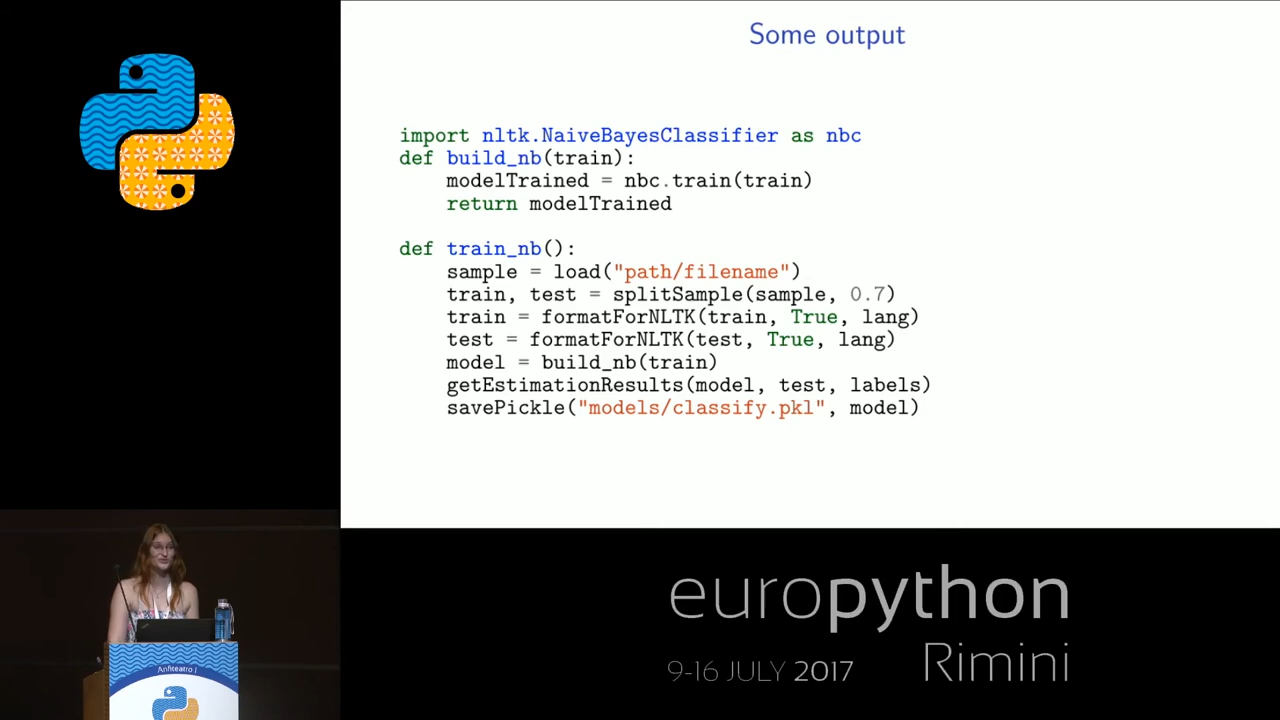 Some output
import nltk.NaiveBayesClassifier as nbc
def build_nb(train):
    modelTrained = nbc.train(train)
    return modelTrained
def train_nb():
    sample = load("path/filename")
    train, test = splitSample(sample, 0.7)
    train = formatForNLTK(train, True, lang)
    test = formatForNLTK(test, True, lang)
    model = build_nb(train)
    getEstimationResults(model, test, labels)
    savePickle("models/classify.pkl", model)
Anfiteatro 1
europython
Rimini
9-16 JULY 2017